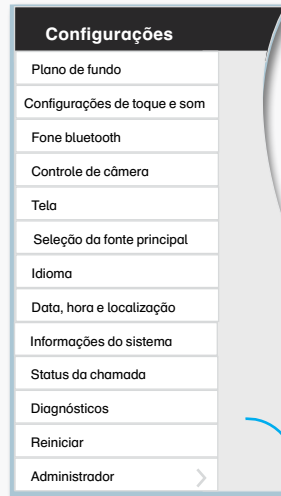 Configurações
Plano de fundo
Configurações de toque e som
Fone bluetooth
Controle de câmera
Tela
Seleção da fonte principal
Idioma
Data, hora e localização
Informações do sistema
Status da chamada
Diagnósticos
Reiniciar
Administrador